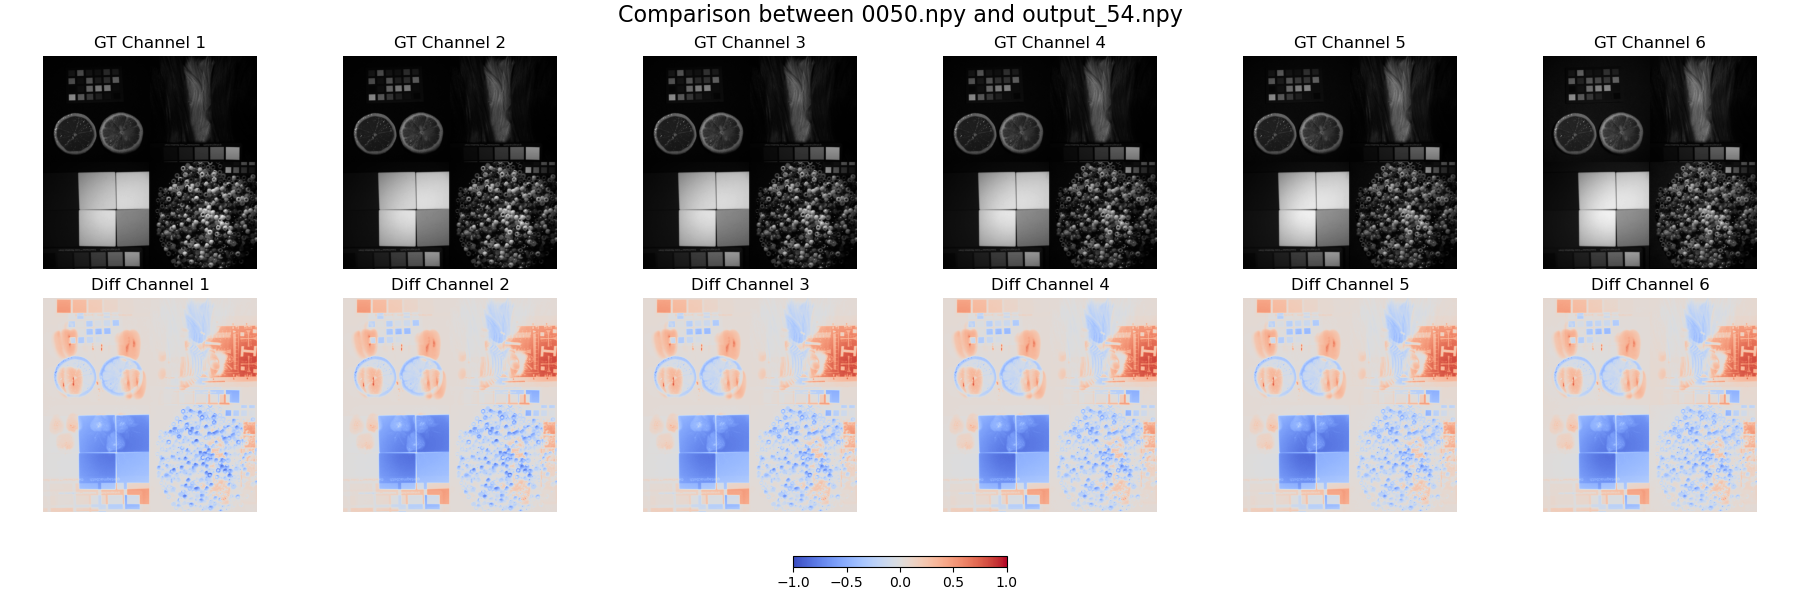 Comparison between 0050.npy and output_54.npy
GT Channel 1
GT Channel 2
GT Channel 3
GT Channel 4
GT Channel 5
GT Channel 6
Diff Channel 1
Diff Channel 2
Diff Channel 3
Diff Channel 4
Diff Channel 5
Diff Channel 6
−1.0 −0.5 0.0 0.5 1.0